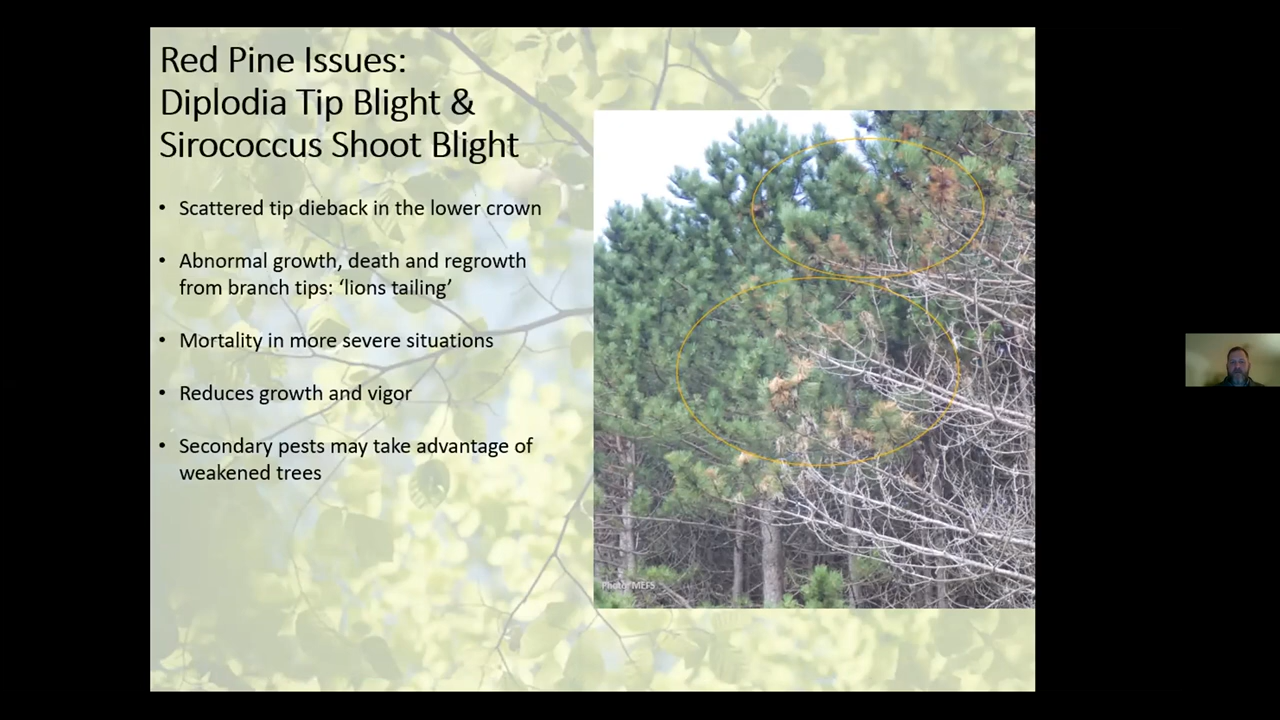 Red Pine Issues:
Diplodia Tip Blight &
Sirococcus Shoot Blight
• Scattered tip dieback in the lower crown
• Abnormal growth, death and regrowth
from branch tips: ‘lions tailing’
• Mortality in more severe situations
• Reduces growth and vigor
• Secondary pests may take advantage of
weakened trees
Photo: MEFS